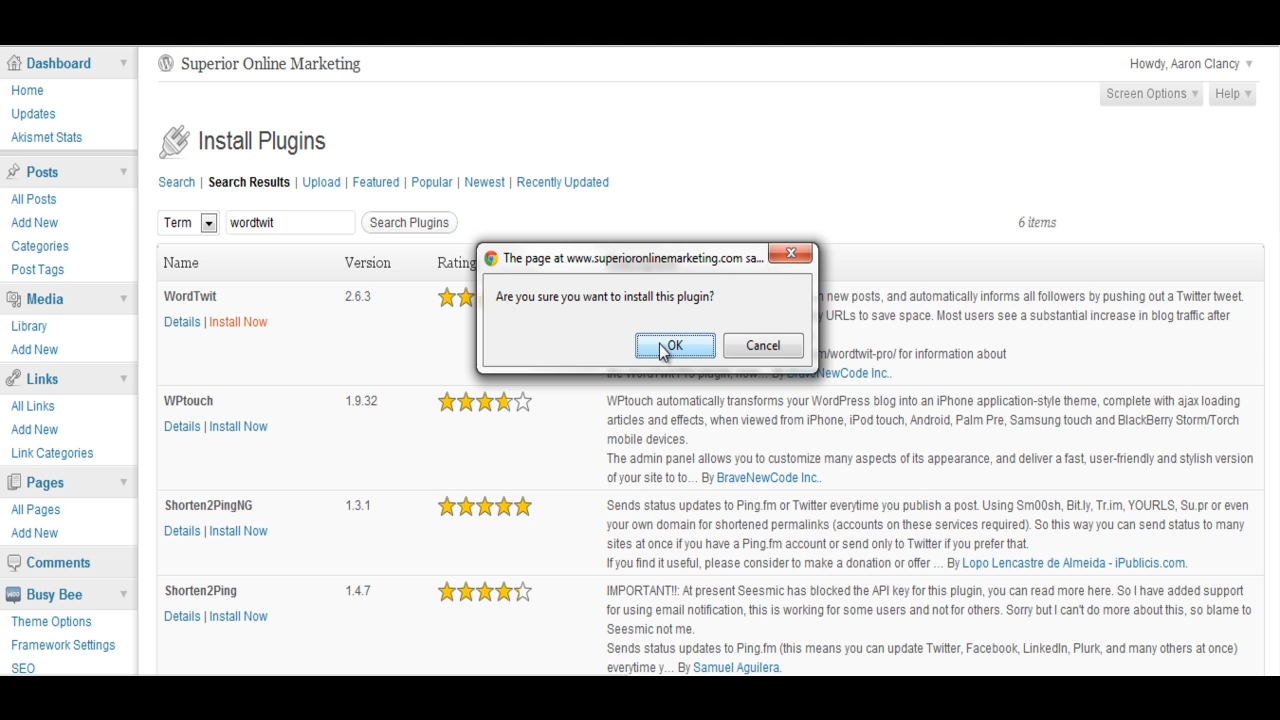 Dashboard
Home
Updates
Akismet Stats
Posts
All Posts
Add New
Categories
Post Tags
Media
Library
Add New
Links
All Links
Add New
Link Categories
Pages
All Pages
Add New
Comments
Busy Bee
Theme Options
Framework Settings
SEO
Superior Online Marketing
Howdy, Aaron Clancy
Screen Options
Help
Install Plugins
Search | Search Results | Upload | Featured | Popular | Newest | Recently Updated
Term wordtwit Search Plugins
6 items
Name Version Rating
The page at www.superioronlinemarketing.com sa...
Are you sure you want to install this plugin?
OK Cancel
WordTwit 2.6.3
Details | Install Now
new posts, and automatically informs all followers by pushing out a Twitter tweet.
URLs to save space. Most users see a substantial increase in blog traffic after
/wordtwit-pro/ for information about
BraveNewCode Inc..
WPtouch 1.9.32
Details | Install Now
WPtouch automatically transforms your WordPress blog into an iPhone application-style theme, complete with ajax loading
articles and effects, when viewed from iPhone, iPod touch, Android, Palm Pre, Samsung touch and BlackBerry Storm/Torch
mobile devices.
The admin panel allows you to customize many aspects of its appearance, and deliver a fast, user-friendly and stylish version
of your site to to… By BraveNewCode Inc..
Shorten2PingNG 1.3.1
Details | Install Now
Sends status updates to Ping.fm or Twitter everytime you publish a post. Using Sm00sh, Bit.ly, Tr.im, YOURLS, Su.pr or even
your own domain for shortened permalinks (accounts on these services required). So this way you can send status to many
sites at once if you have a Ping.fm account or send only to Twitter if you prefer that.
If you find it useful, please consider to make a donation or offer … By Lopo Lencastre de Almeida - iPublicis.com.
Shorten2Ping 1.4.7
Details | Install Now
IMPORTANT!!: At present Seesmic has blocked the API key for this plugin, you can read more here. So I have added support
for using email notification, this is working for some users and not for others. Sorry but I can't do more about this, so blame to
Seesmic not me.
Sends status updates to Ping.fm (this means you can update Twitter, Facebook, LinkedIn, Plurk, and many others at once)
everytime y… By Samuel Aguilera.